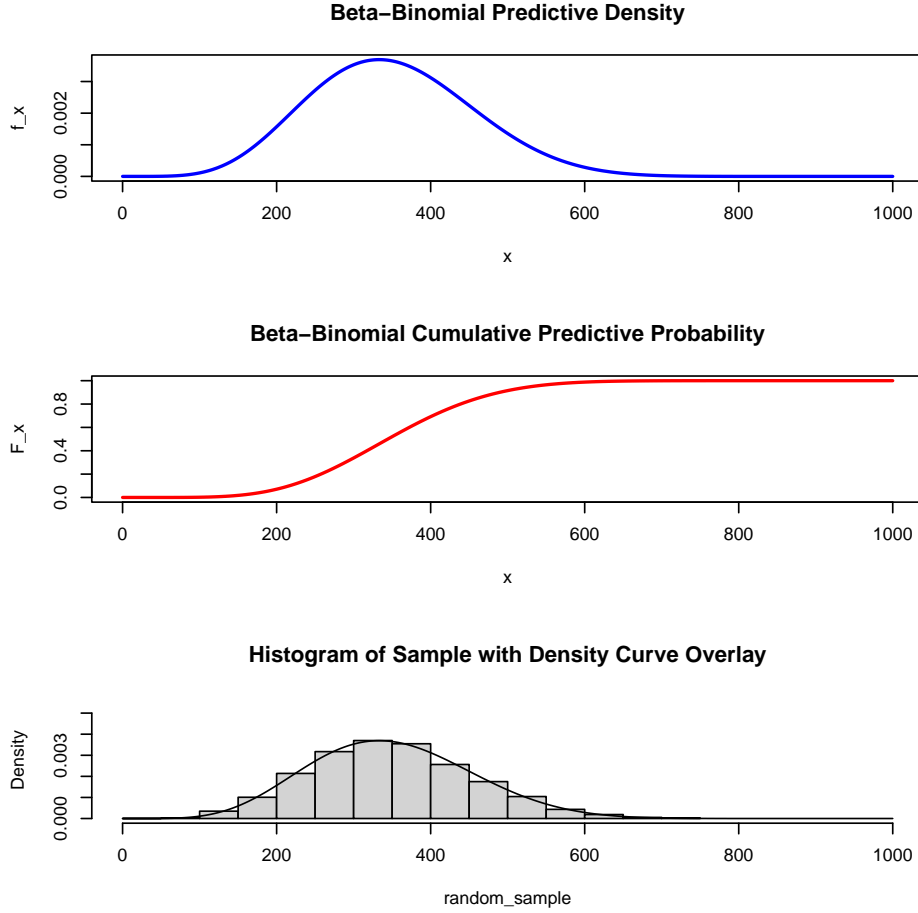 Beta−Binomial Predictive Density
f_x
0.002
0.000
0 200 400 600 800 1000
x
Beta−Binomial Cumulative Predictive Probability
F_x
0.8
0.4
0.0
0 200 400 600 800 1000
x
Histogram of Sample with Density Curve Overlay
Density
0.003
0.000
0 200 400 600 800 1000
random_sample